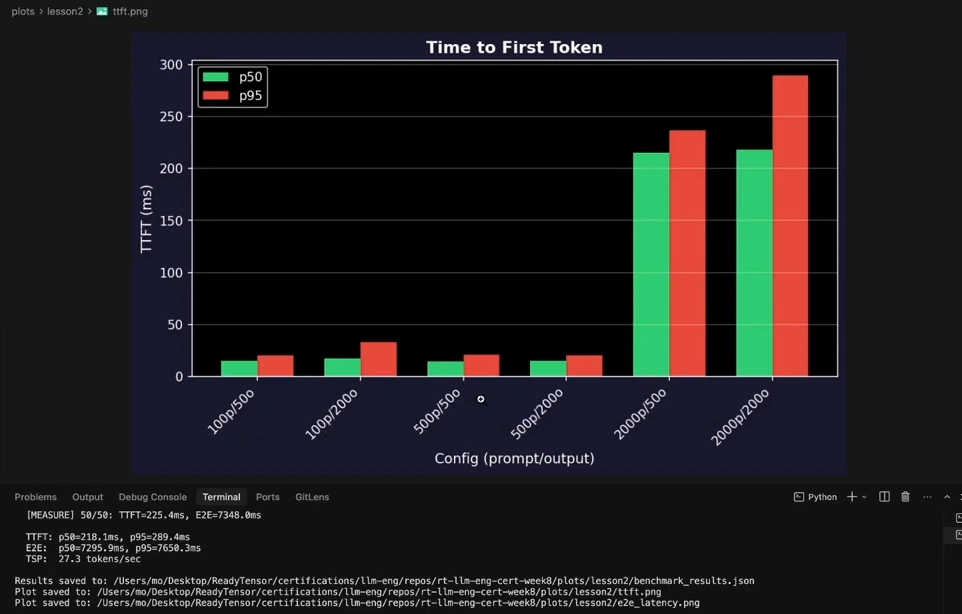 plots > lesson2 > ttft.png
Time to First Token
300
250
200
150
100
50
0
TTFT (ms)
p50
p95
100p/50o
100p/200o
500p/50o
500p/200o
2000p/50o
2000p/200o
Config (prompt/output)
Problems Output Debug Console Terminal Ports GitLens Python
[MEASURE] 50/50: TTFT=225.4ms, E2E=7348.0ms
TTFT: p50=218.1ms, p95=289.4ms
E2E: p50=7295.9ms, p95=7650.3ms
TSP: 27.3 tokens/sec
Results saved to: /Users/mo/Desktop/ReadyTensor/certifications/llm-eng/repos/rt-llm-eng-cert-week8/plots/lesson2/benchmark_results.json
Plot saved to: /Users/mo/Desktop/ReadyTensor/certifications/llm-eng/repos/rt-llm-eng-cert-week8/plots/lesson2/ttft.png
Plot saved to: /Users/mo/Desktop/ReadyTensor/certifications/llm-eng/repos/rt-llm-eng-cert-week8/plots/lesson2/e2e_latency.png